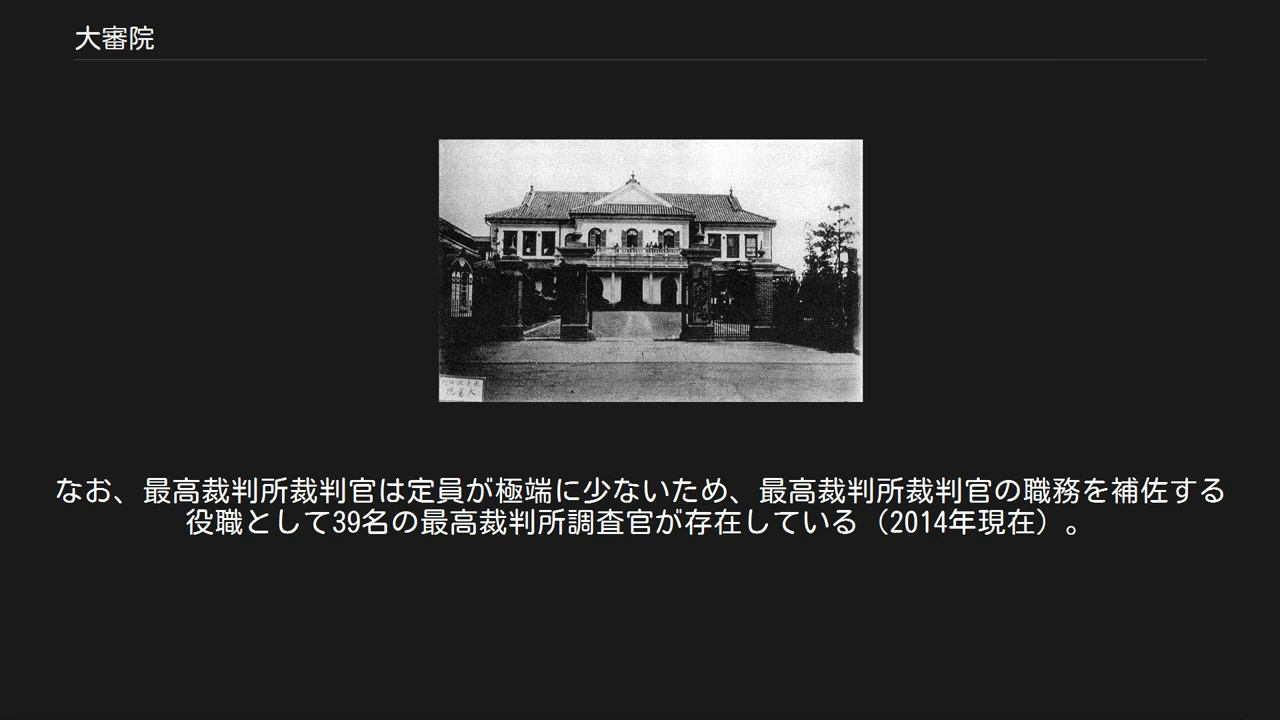 大審院
なお、最高裁判所裁判官は定員が極端に少ないため、最高裁判所裁判官の職務を補佐する
役職として39名の最高裁判所調査官が存在している（2014年現在）。